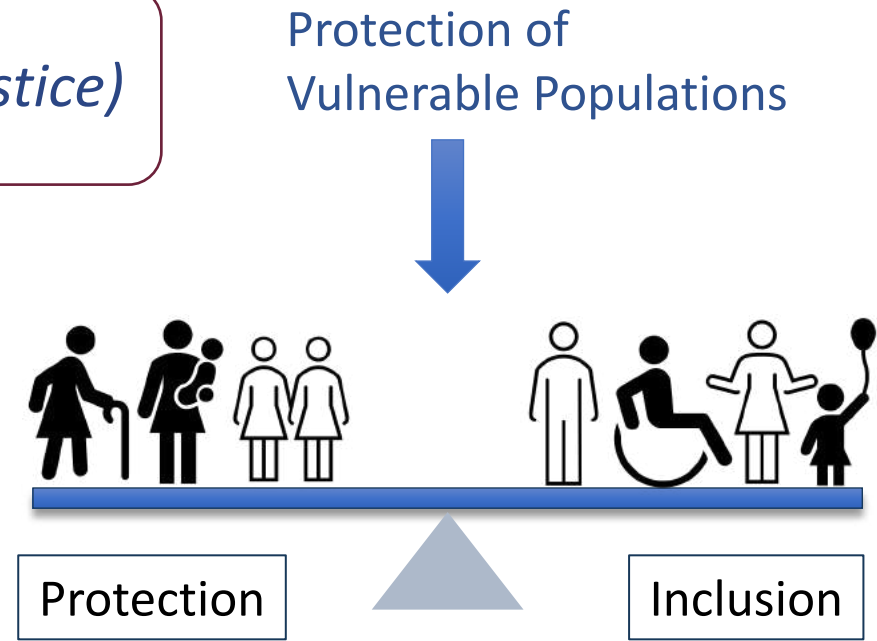 stice)
Protection of
Vulnerable Populations
Protection
Inclusion